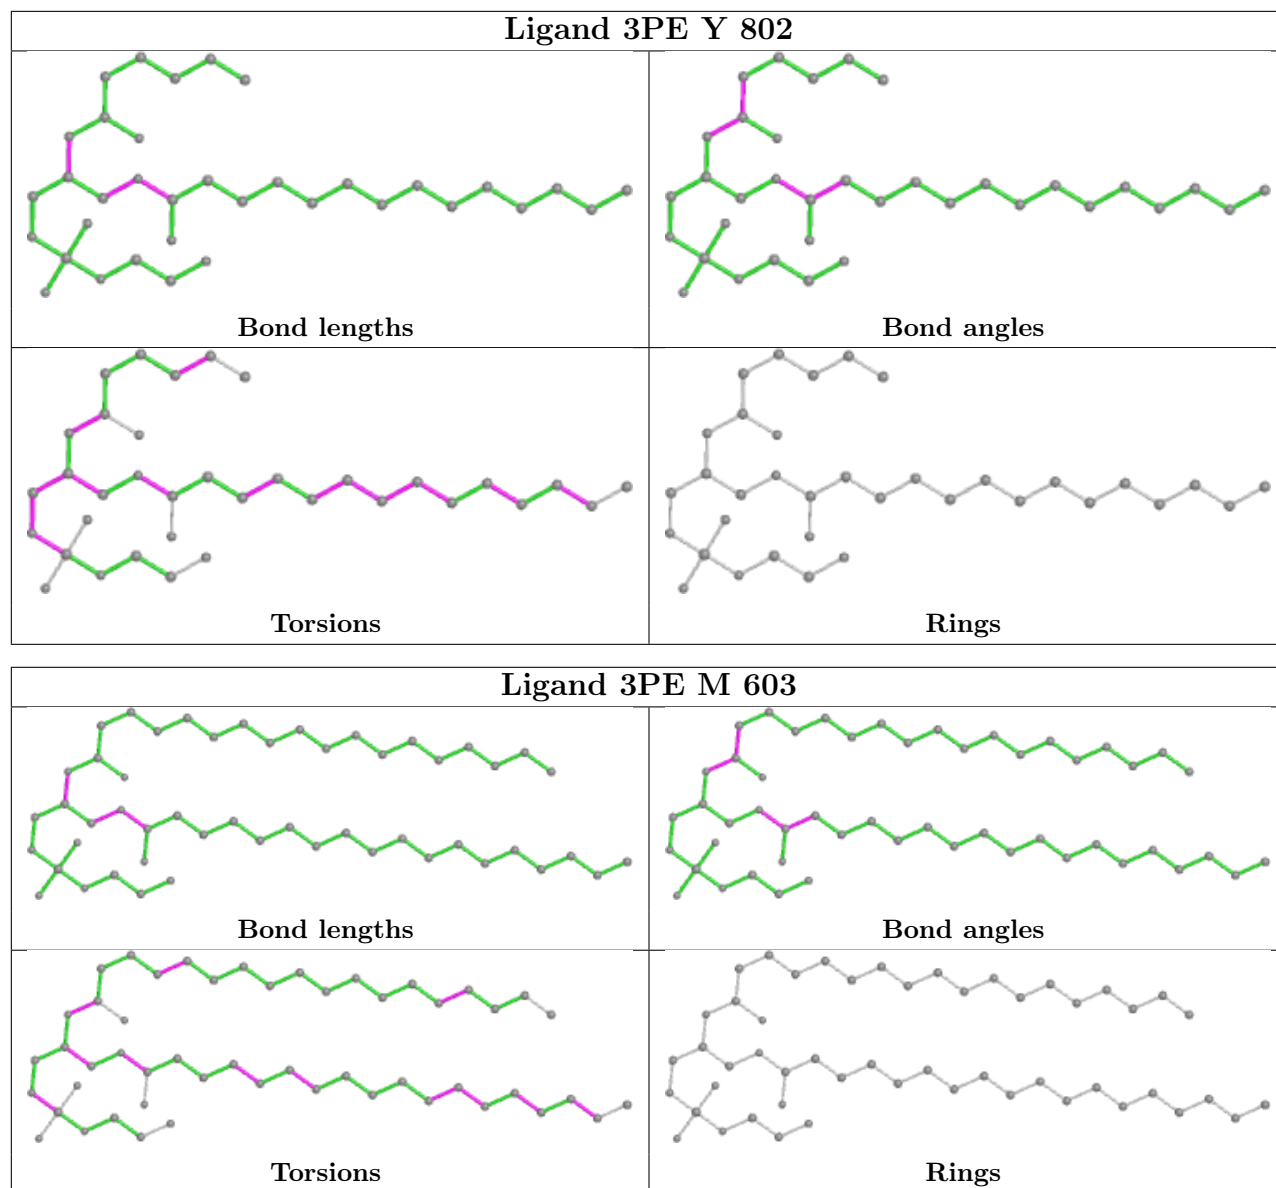 Ligand 3PE Y 802
Bond lengths
Bond angles
Torsions
Rings
Ligand 3PE M 603
Bond lengths
Bond angles
Torsions
Rings